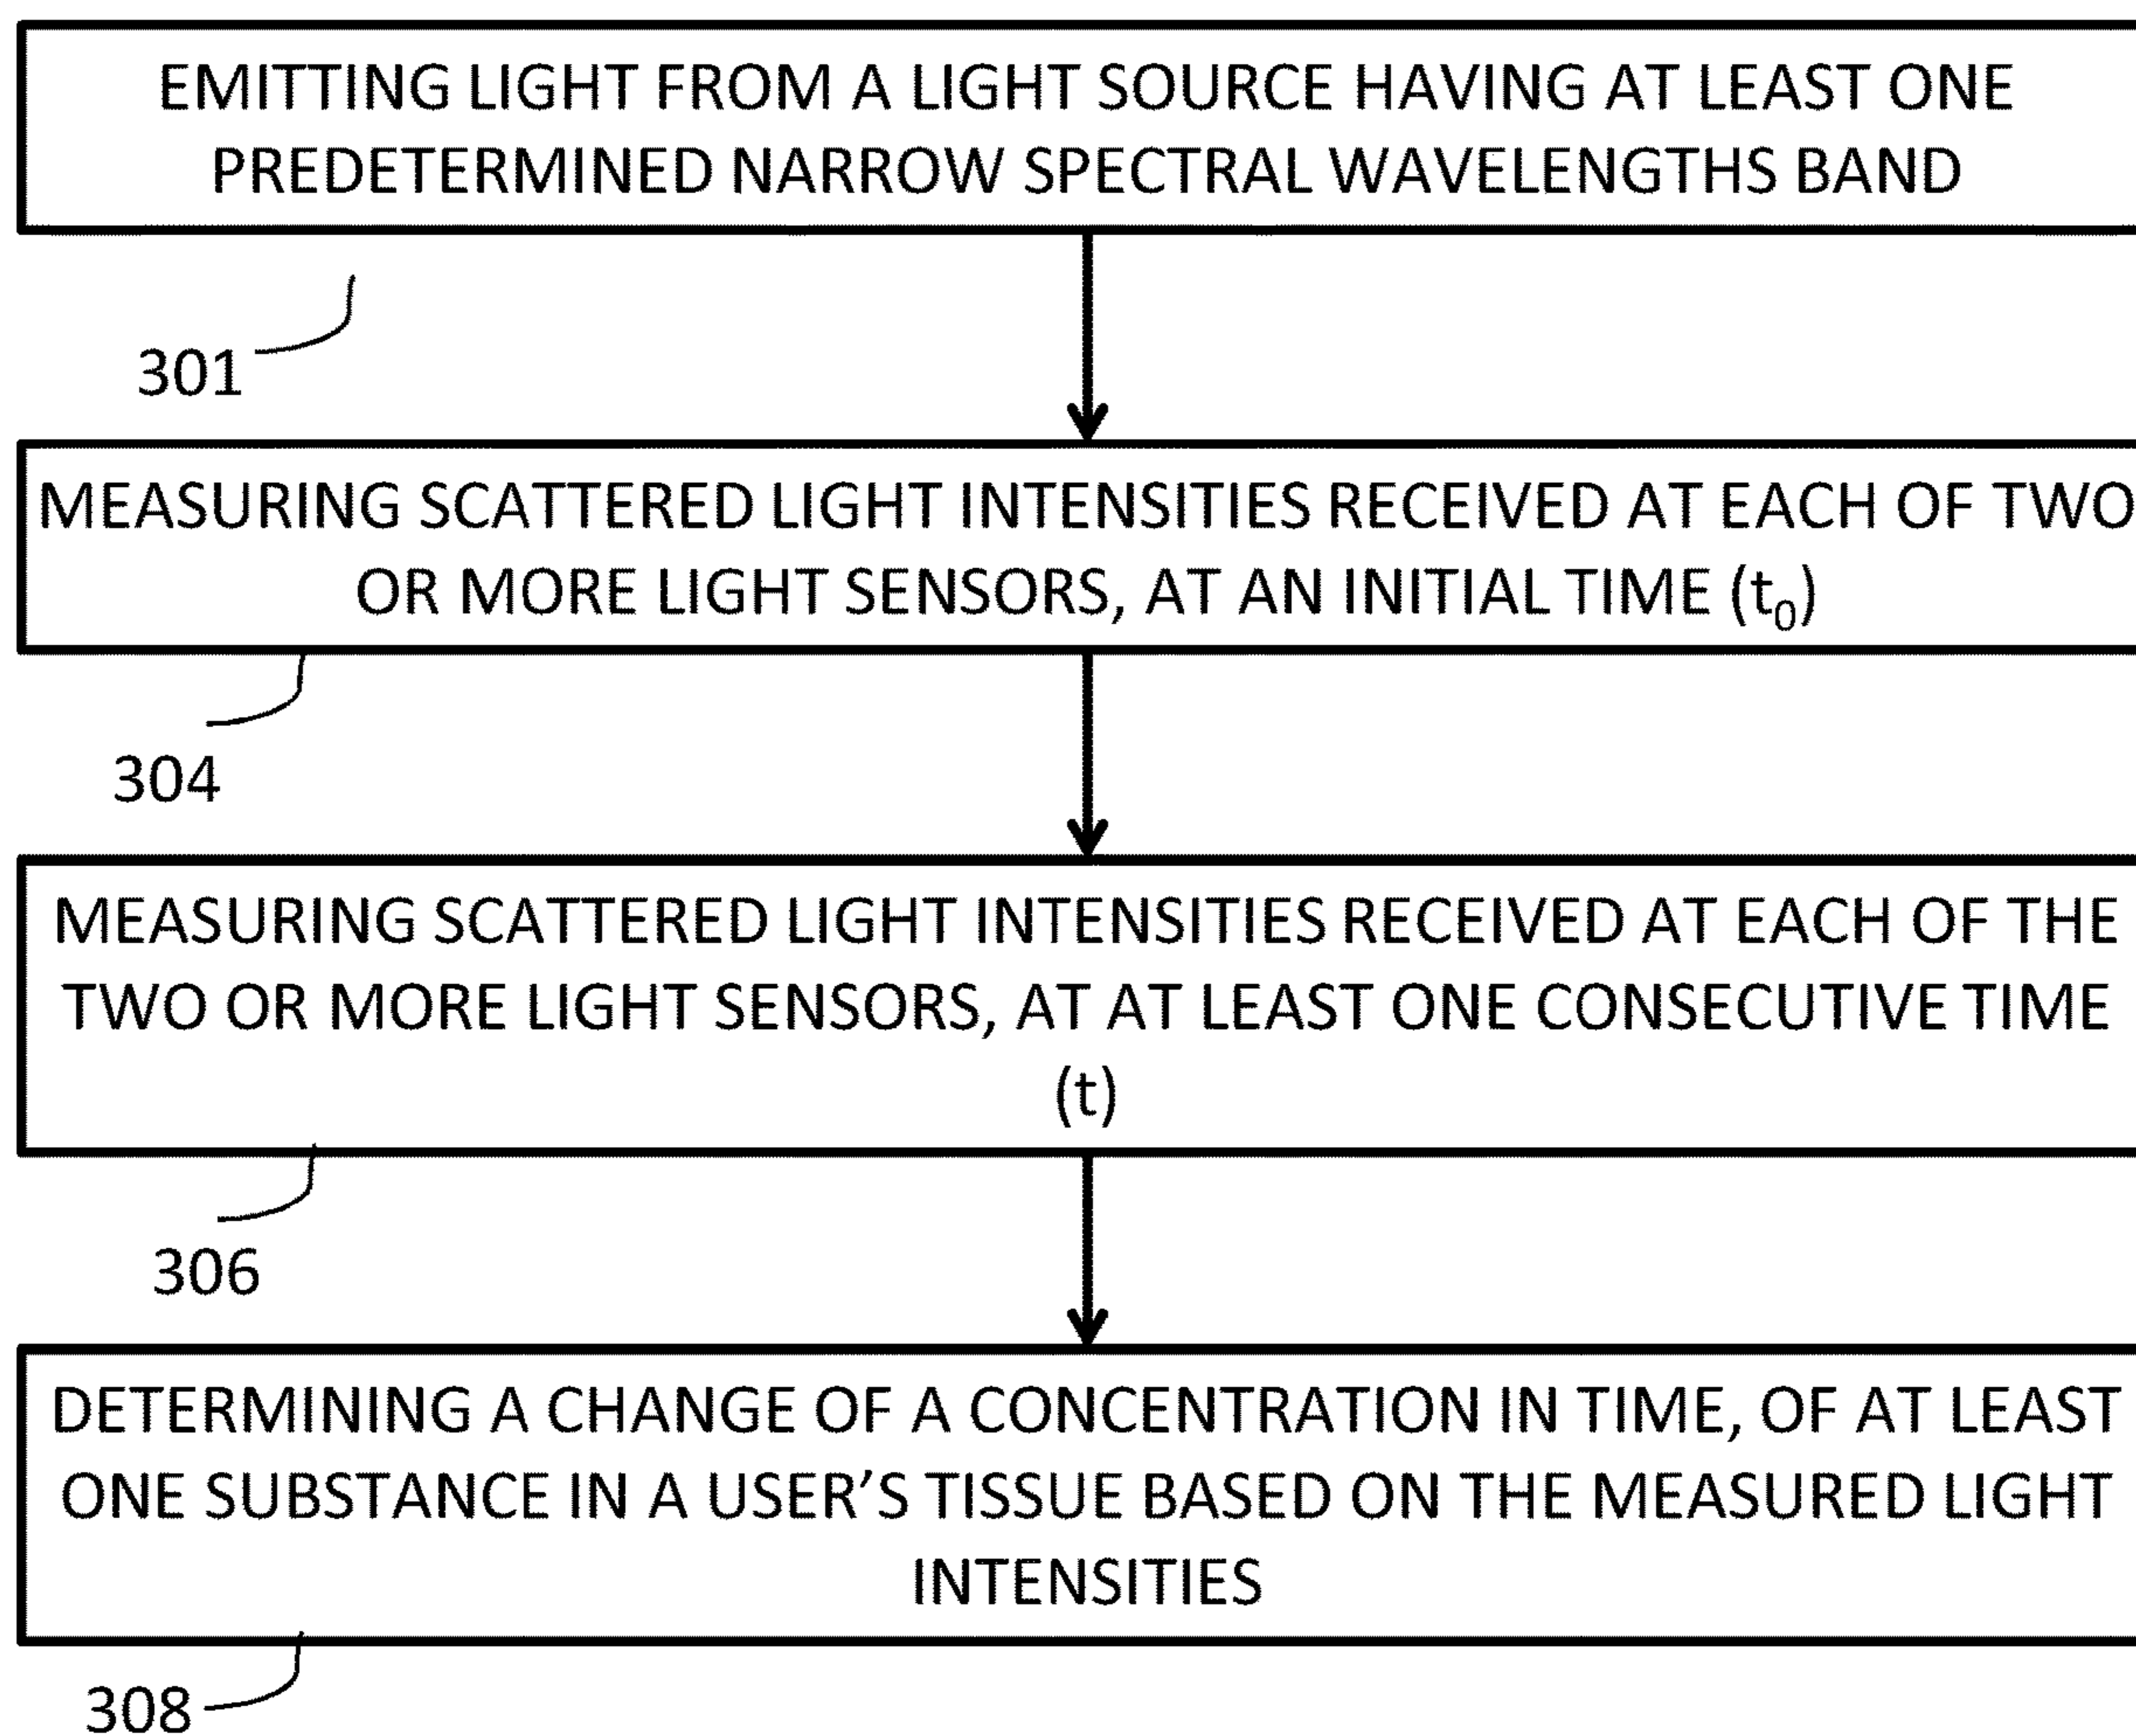 EMITTING LIGHT FROM A LIGHT SOURCE HAVING AT LEAST ONE
PREDETERMINED NARROW SPECTRAL WAVELENGTHS BAND
301
MEASURING SCATTERED LIGHT INTENSITIES RECEIVED AT EACH OF TWO
OR MORE LIGHT SENSORS, AT AN INITIAL TIME (t₀)
304
MEASURING SCATTERED LIGHT INTENSITIES RECEIVED AT EACH OF THE
TWO OR MORE LIGHT SENSORS, AT AT LEAST ONE CONSECUTIVE TIME
(t)
306
DETERMINING A CHANGE OF A CONCENTRATION IN TIME, OF AT LEAST
ONE SUBSTANCE IN A USER’S TISSUE BASED ON THE MEASURED LIGHT
INTENSITIES
308